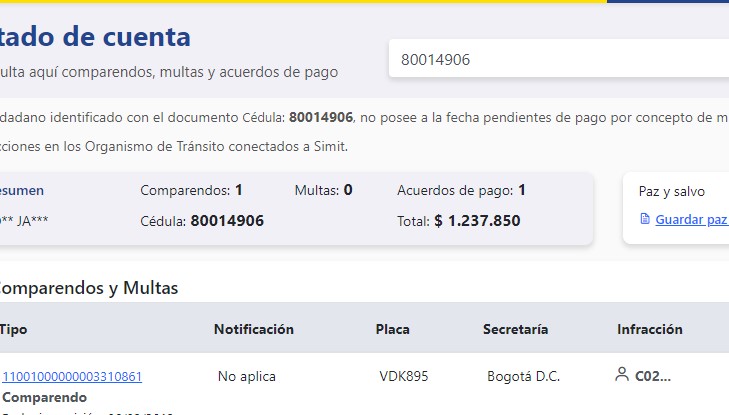 tado de cuenta
ulta aquí comparendos, multas y acuerdos de pago
80014906
dadano identificado con el documento Cédula: 80014906, no posee a la fecha pendientes de pago por concepto de m
cciones en los Organismo de Tránsito conectados a Simit.
esumen
Comparendos: 1
Multas: 0
Acuerdos de pago: 1
Paz y salvo
** JA***
Cédula: 80014906
Total: $ 1.237.850
Guardar paz
Comparendos y Multas
Tipo
Notificación
Placa
Secretaría
Infracción
11001000000003310861
No aplica
VDK895
Bogotá D.C.
C02...
Comparendo